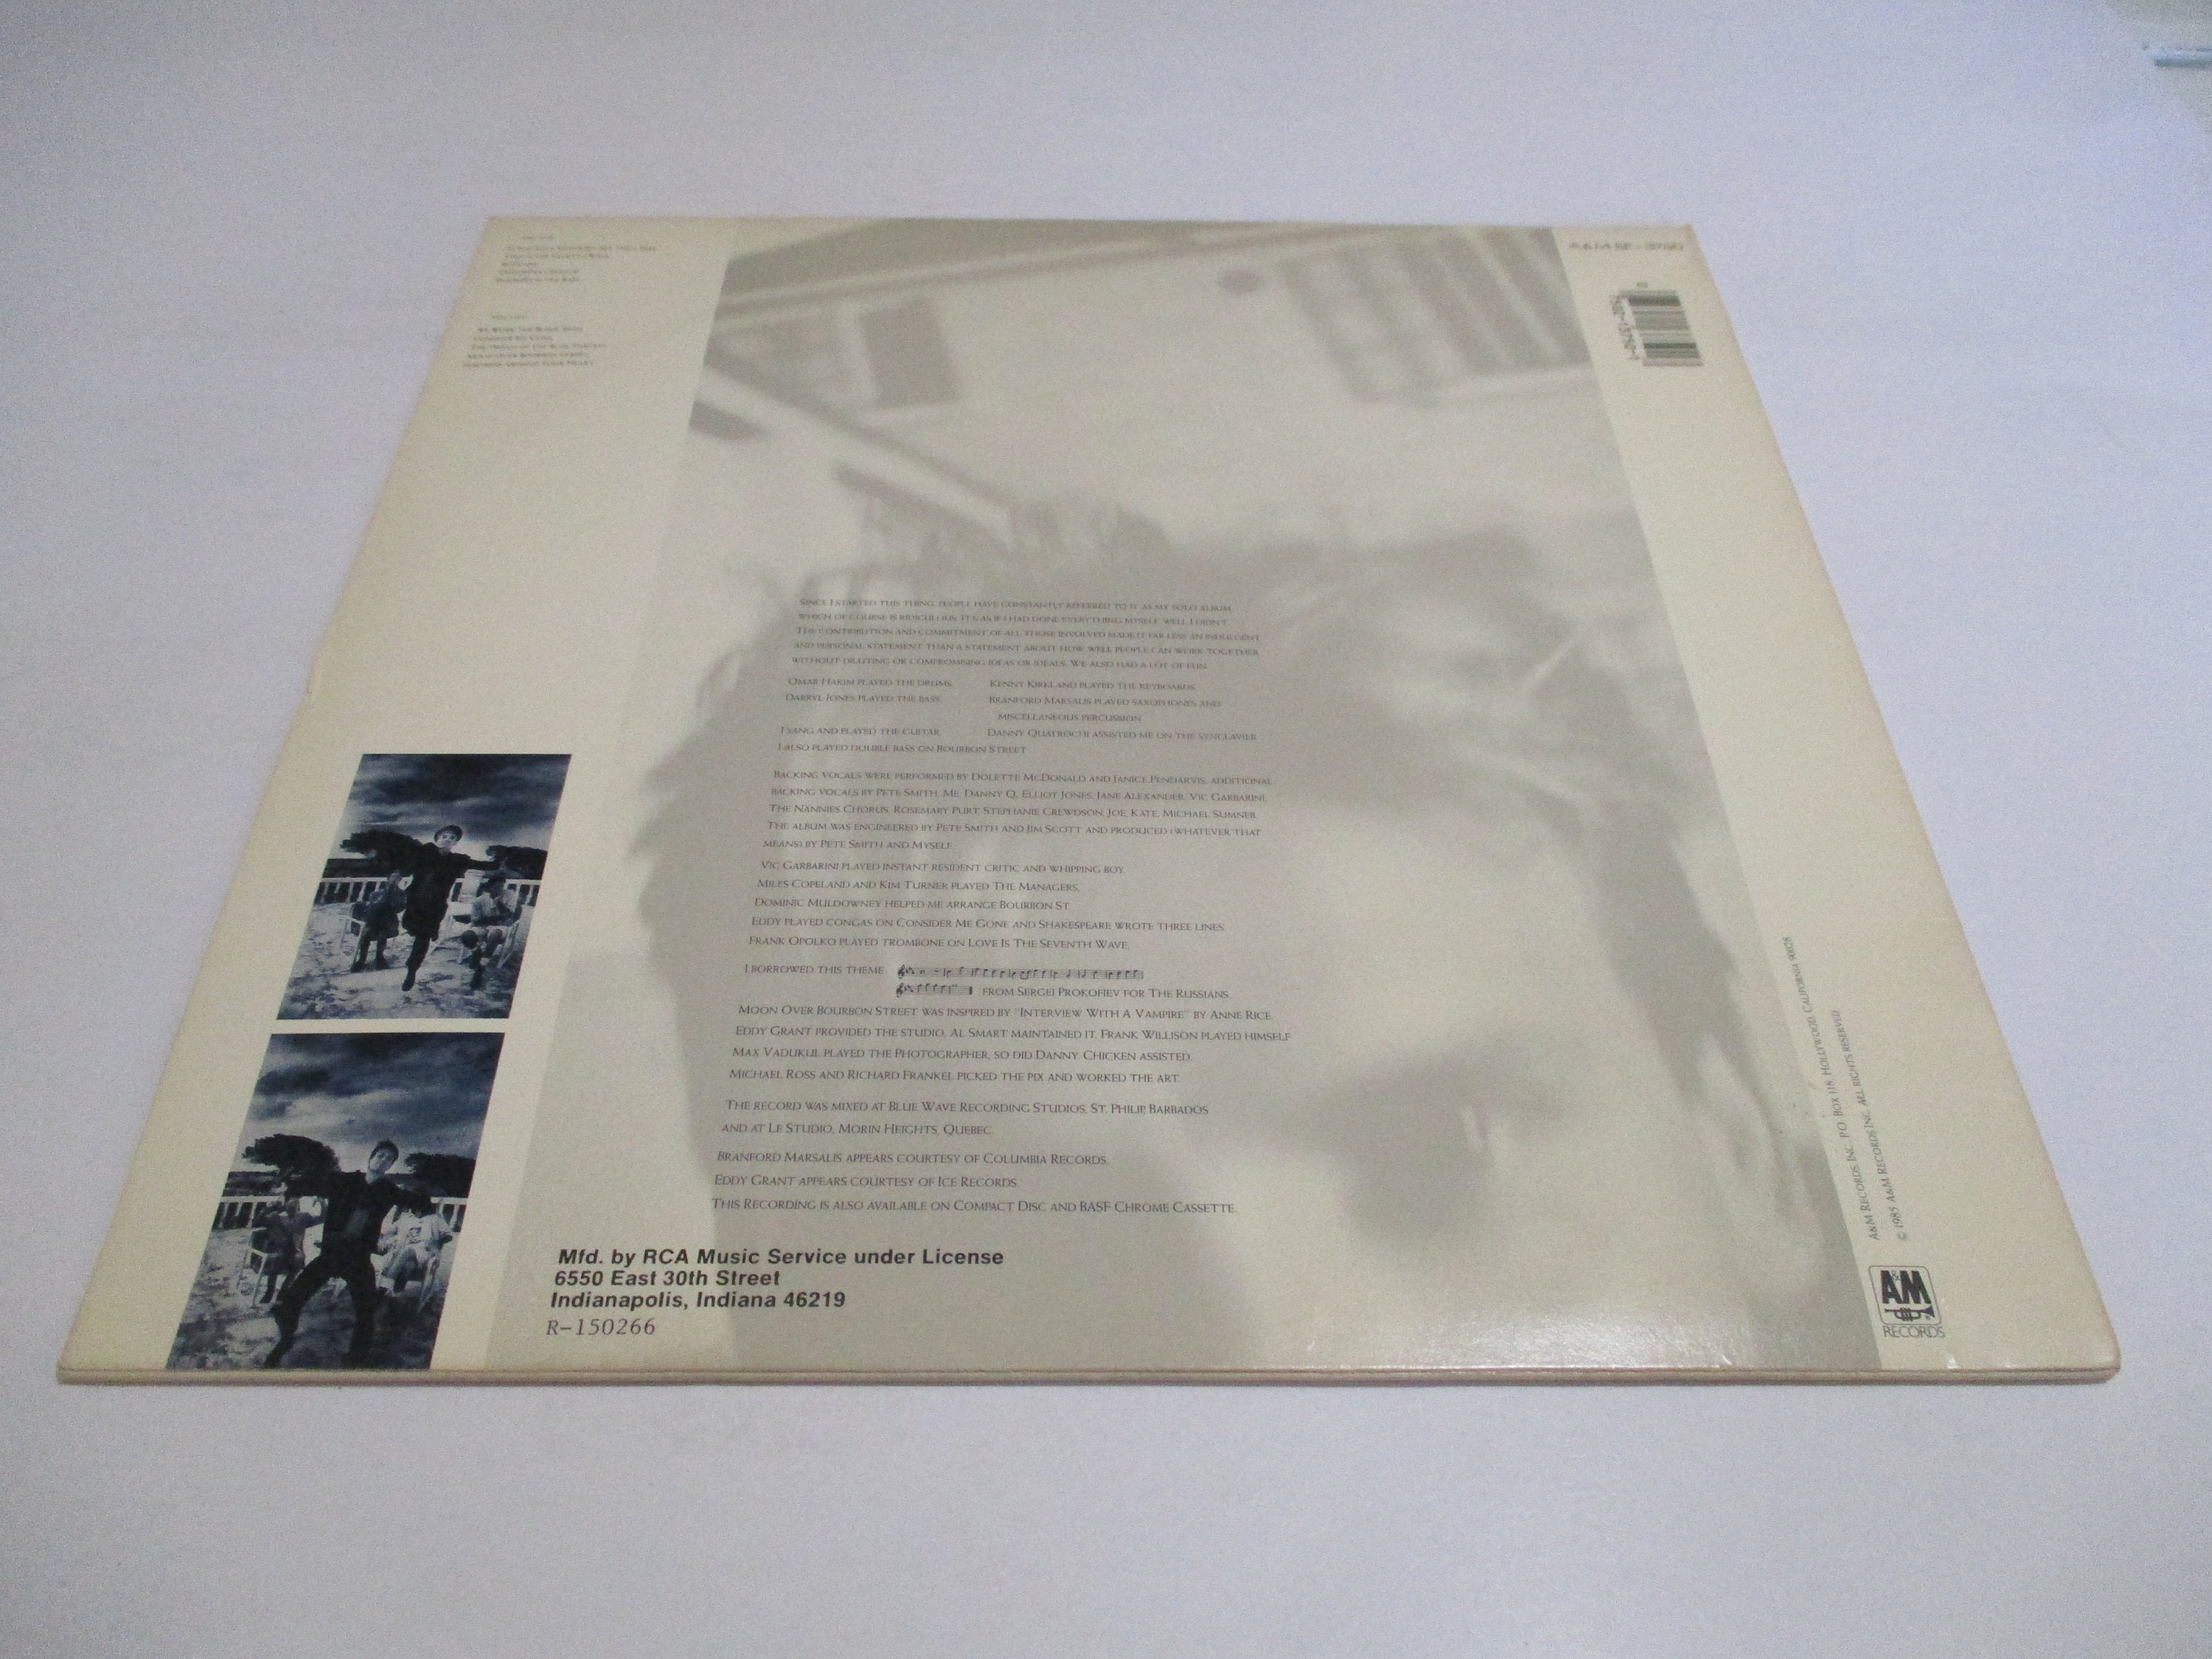 A&M SP-3750
SINCE I STARTED THIS THING, PEOPLE HAVE CONSTANTLY REFERRED TO IT AS MY SOLO ALBUM
WHICH OF COURSE IS RIDICULOUS. IT'S AS IF I HAD DONE EVERYTHING MYSELF. WELL I DIDN'T.
THE CONTRIBUTION AND COMMITMENT OF ALL THOSE INVOLVED MADE IT FAR LESS AN INDULGENT
AND PERSONAL STATEMENT THAN A STATEMENT ABOUT HOW WELL PEOPLE CAN WORK TOGETHER
WITHOUT DILUTING OR COMPROMISING IDEAS OR IDEALS. WE ALSO HAD A LOT OF FUN.
OMAR HAKIM PLAYED THE DRUMS.
DARRYL JONES PLAYED THE BASS.
I SANG AND PLAYED THE GUITAR.
I ALSO PLAYED DOUBLE BASS ON BOURBON STREET
KENNY KIRKLAND PLAYED THE KEYBOARDS.
BRANFORD MARSALIS PLAYED SAXOPHONES AND
MISCELLANEOUS PERCUSSION
DANNY QUATROCHI ASSISTED ME ON THE SYNCLAVIER.
BACKING VOCALS WERE PERFORMED BY DOLETTE MCDONALD AND JANICE PENDARVIS, ADDITIONAL
BACKING VOCALS BY PETE SMITH, ME, DANNY Q, ELLIOT JONES, JANE ALEXANDER, VIC GARBARINI,
THE NANNIES CHORUS, ROSEMARY PURT, STEPHANIE CREWDSON, JOE, KATE, MICHAEL SUMNER.
THE ALBUM WAS ENGINEERED BY PETE SMITH AND JIM SCOTT AND PRODUCED (WHATEVER THAT
MEANS) BY PETE SMITH AND MYSELF.
VIC GARBARINI PLAYED INSTANT RESIDENT CRITIC AND WHIPPING BOY.
MILES COPELAND AND KIM TURNER PLAYED THE MANAGERS.
DOMINIC MULDOWNEY HELPED ME ARRANGE BOURBON ST.
EDDY PLAYED CONGAS ON CONSIDER ME GONE AND SHAKESPEARE WROTE THREE LINES.
FRANK OPOLKO PLAYED TROMBONE ON LOVE IS THE SEVENTH WAVE.
I BORROWED THIS THEME
FROM SERGEI PROKOFIEV FOR THE RUSSIANS.
MOON OVER BOURBON STREET WAS INSPIRED BY "INTERVIEW WITH A VAMPIRE" BY ANNE RICE.
EDDY GRANT PROVIDED THE STUDIO, AL SMART MAINTAINED IT, FRANK WILLISON PLAYED HIMSELF.
MAX VADUKUL PLAYED THE PHOTOGRAPHER, SO DID DANNY. CHICKEN ASSISTED.
MICHAEL ROSS AND RICHARD FRANKEL PICKED THE PIX AND WORKED THE ART.
THE RECORD WAS MIXED AT BLUE WAVE RECORDING STUDIOS, ST. PHILIP, BARBADOS
AND AT LE STUDIO, MORIN HEIGHTS, QUEBEC.
BRANFORD MARSALIS APPEARS COURTESY OF COLUMBIA RECORDS.
EDDY GRANT APPEARS COURTESY OF ICE RECORDS.
THIS RECORDING IS ALSO AVAILABLE ON COMPACT DISC AND BASF CHROME CASSETTE.
Mfd. by RCA Music Service under License
6550 East 30th Street
Indianapolis, Indiana 46219
R-150266
A&M RECORDS INC. P.O. BOX 118, HOLLYWOOD, CALIFORNIA 90028
© 1985 A&M RECORDS INC. ALL RIGHTS RESERVED
A&M
RECORDS